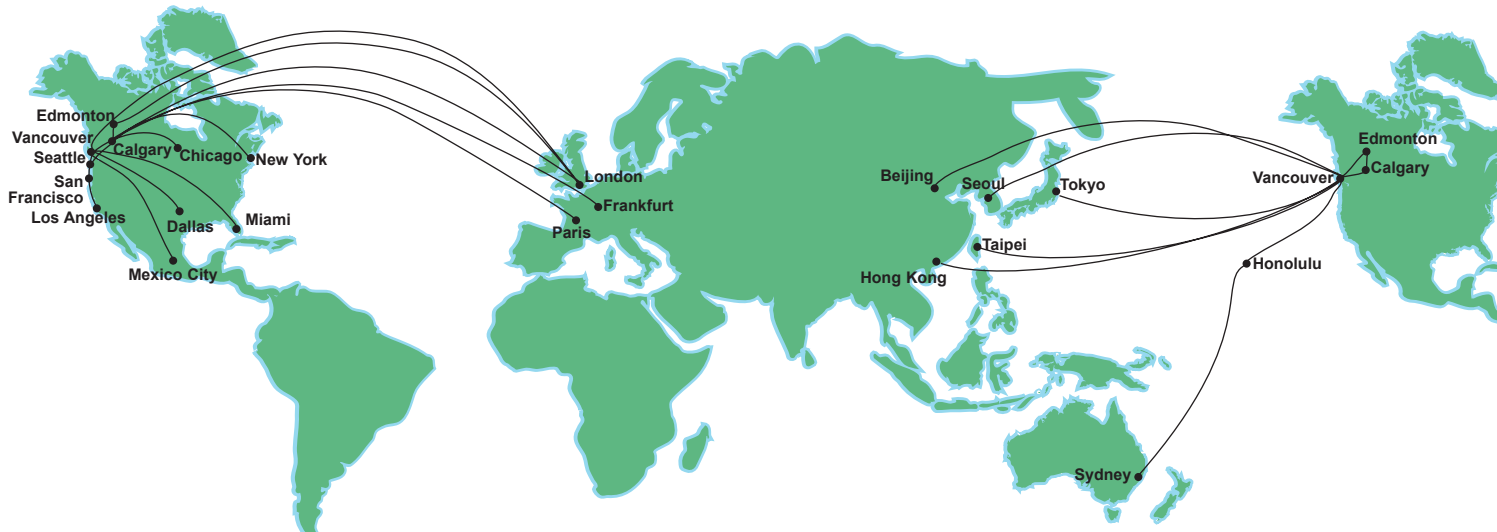 Edmonton
Vancouver
Calgary
Chicago
New York
Seattle
San
Francisco
Los Angeles
Dallas
Miami
Mexico City
London
Frankfurt
Paris
Beijing
Seoul
Tokyo
Taipei
Hong Kong
Sydney
Edmonton
Calgary
Vancouver
Honolulu